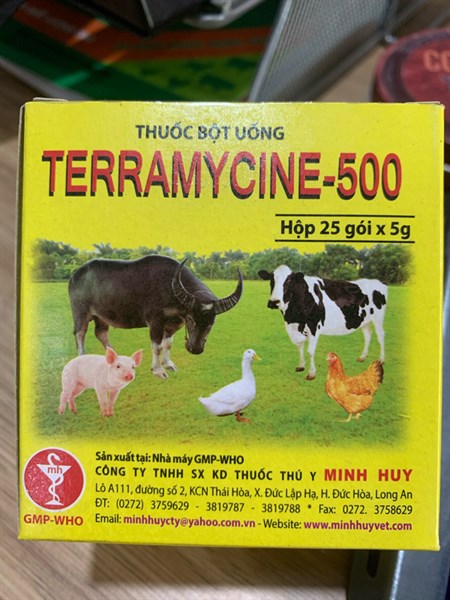 THUỐC BỘT UỐNG
TERRAMYCINE-500
Hộp 25 gói x 5g
Sản xuất tại: Nhà máy GMP-WHO
CÔNG TY TNHH SX KD THUỐC THÚ Y MINH HUY
Lô A111, đường số 2, KCN Thái Hòa, X. Đức Lập Hạ, H. Đức Hòa, Long An
ĐT: (0272) 3759629 - 3819787 - 3819788 * Fax: 0272. 3758629
Email: minhhuycty@yahoo.com.vn - Website: www.minhhuyvet.com
mh
GMP-WHO